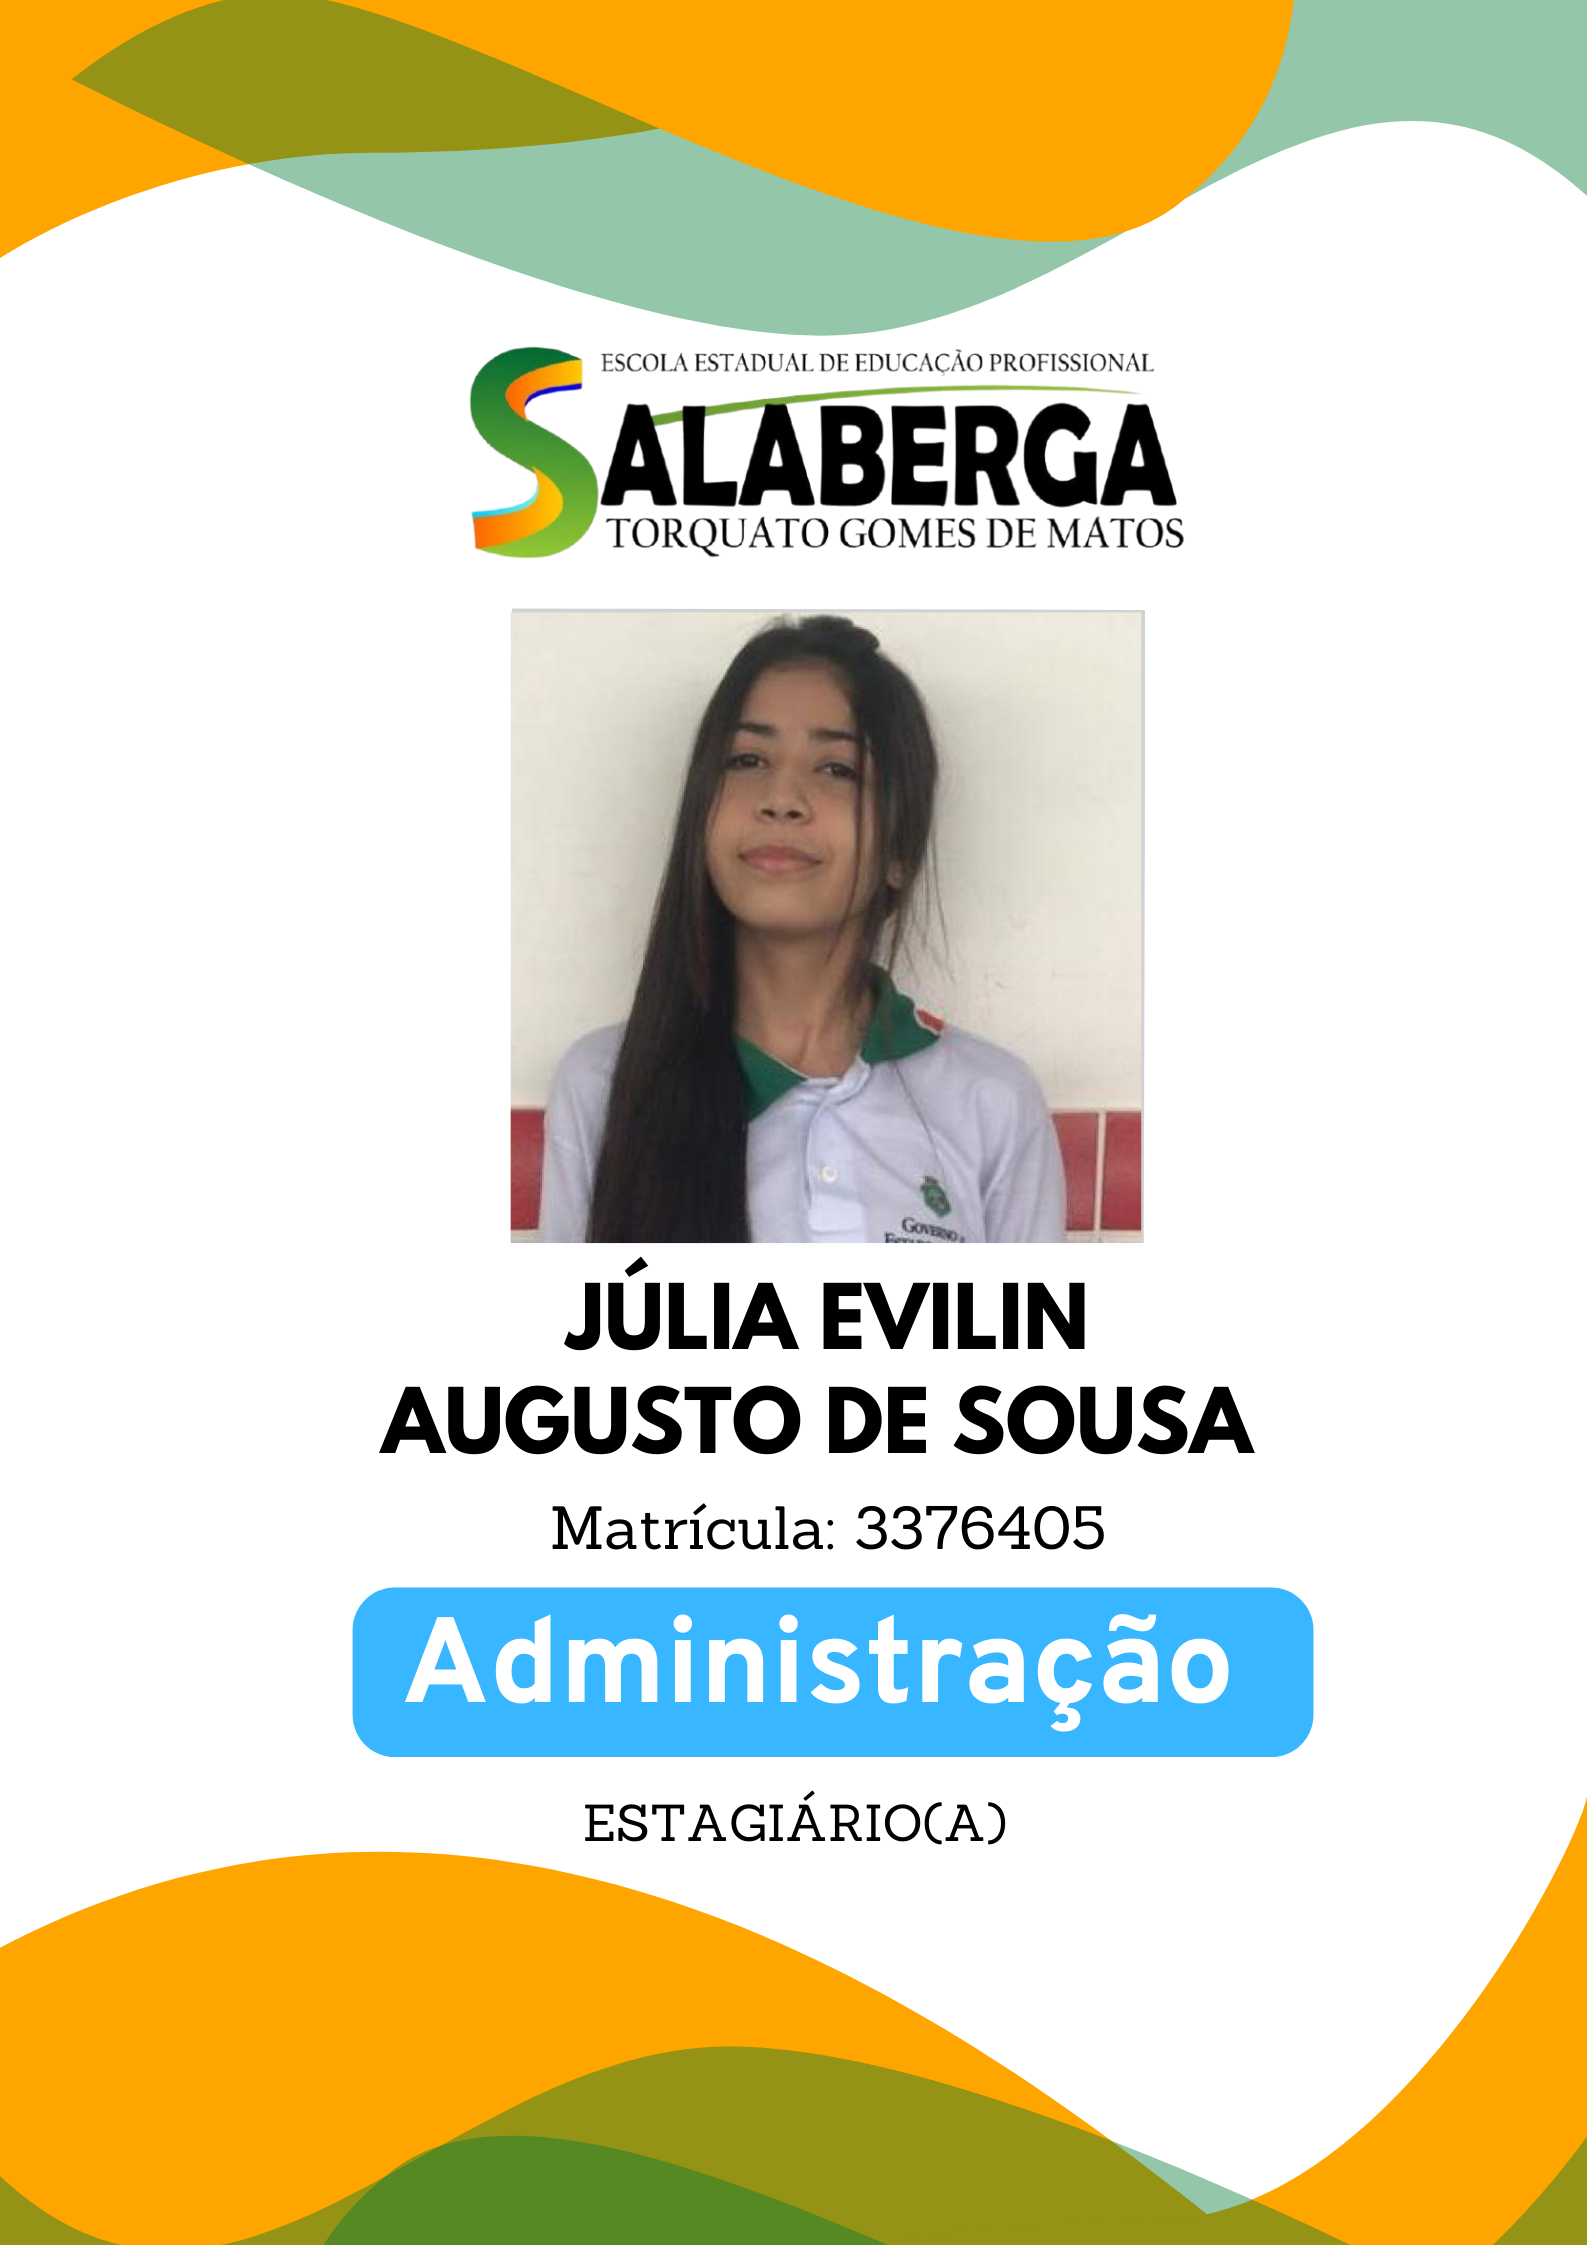 ESCOLA ESTADUAL DE EDUCAÇÃO PROFISSIONAL
SALABERGA
TORQUATO GOMES DE MATOS
GOVERNO
JÚLIA EVILIN
AUGUSTO DE SOUSA
Matrícula: 3376405
Administração
ESTAGIÁRIO(A)